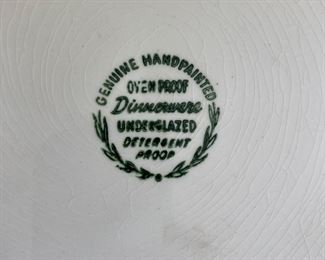 GENUINE HANDPAINTED
OVEN PROOF
Dinnerware
UNDERGLAZED
DETERGENT
PROOF